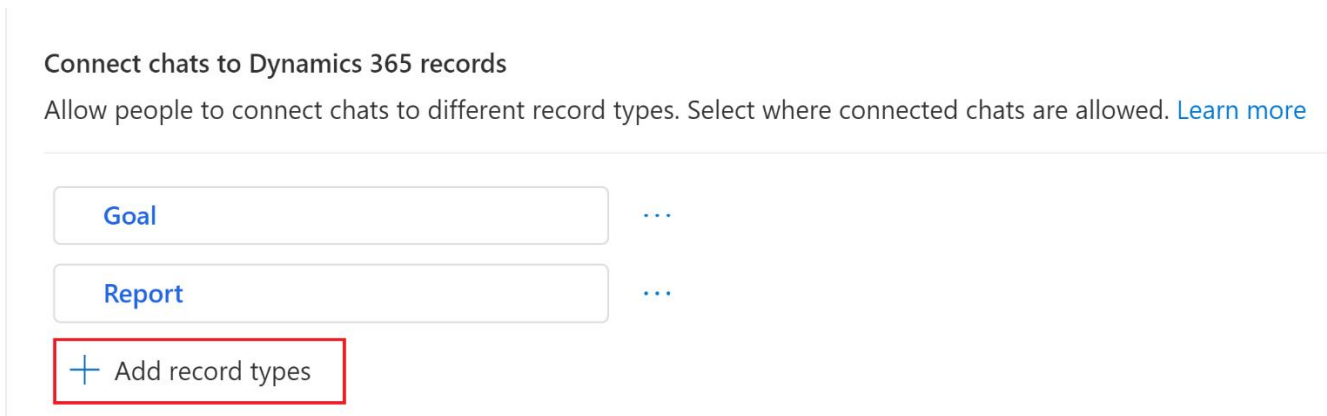 Connect chats to Dynamics 365 records
Allow people to connect chats to different record types. Select where connected chats are allowed. Learn more
Goal
...
Report
...
Add record types